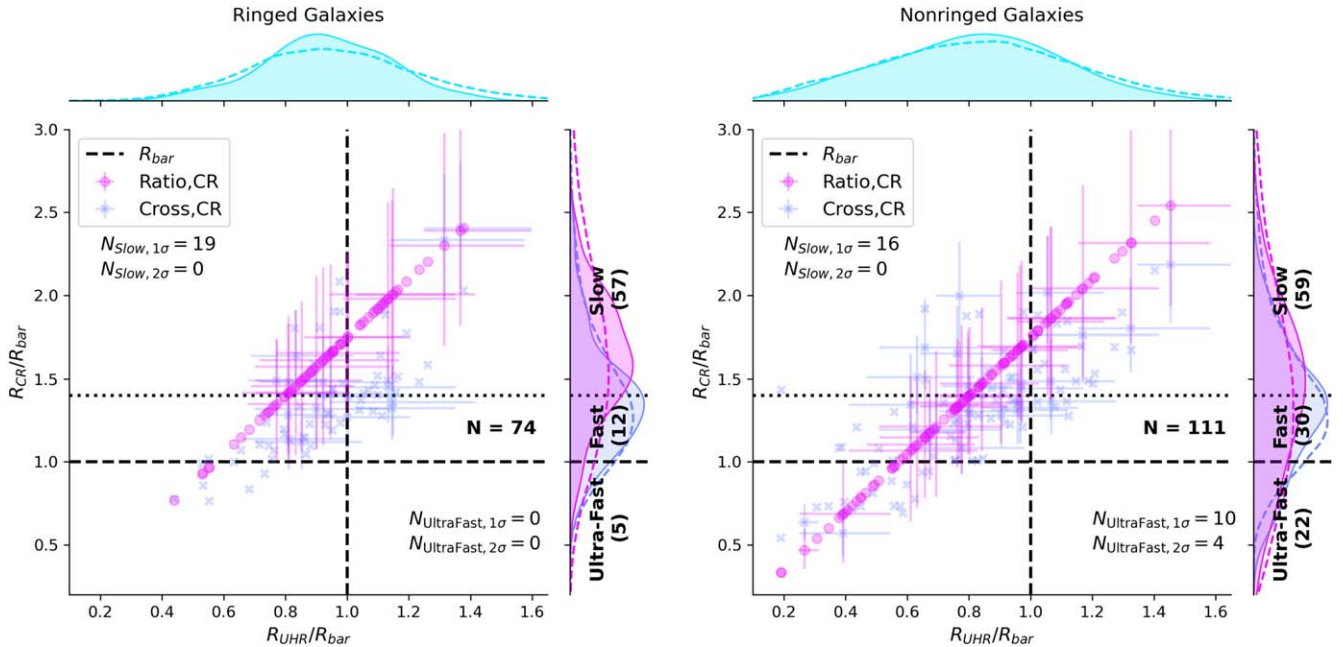 Ringed Galaxies
3.0
2.5
2.0
1.5
1.0
0.5
R_CR/R_bar
R_bar
Ratio,CR
Cross,CR
N_Slow, 1σ = 19
N_Slow, 2σ = 0
N = 74
N_UltraFast, 1σ = 0
N_UltraFast, 2σ = 0
0.2 0.4 0.6 0.8 1.0 1.2 1.4 1.6
R_UHR/R_bar
Slow
(57)
Fast
(12)
Ultra-Fast
(5)
Nonringed Galaxies
3.0
2.5
2.0
1.5
1.0
0.5
R_CR/R_bar
R_bar
Ratio,CR
Cross,CR
N_Slow, 1σ = 16
N_Slow, 2σ = 0
N = 111
N_UltraFast, 1σ = 10
N_UltraFast, 2σ = 4
0.2 0.4 0.6 0.8 1.0 1.2 1.4 1.6
R_UHR/R_bar
Slow
(59)
Fast
(30)
Ultra-Fast
(22)